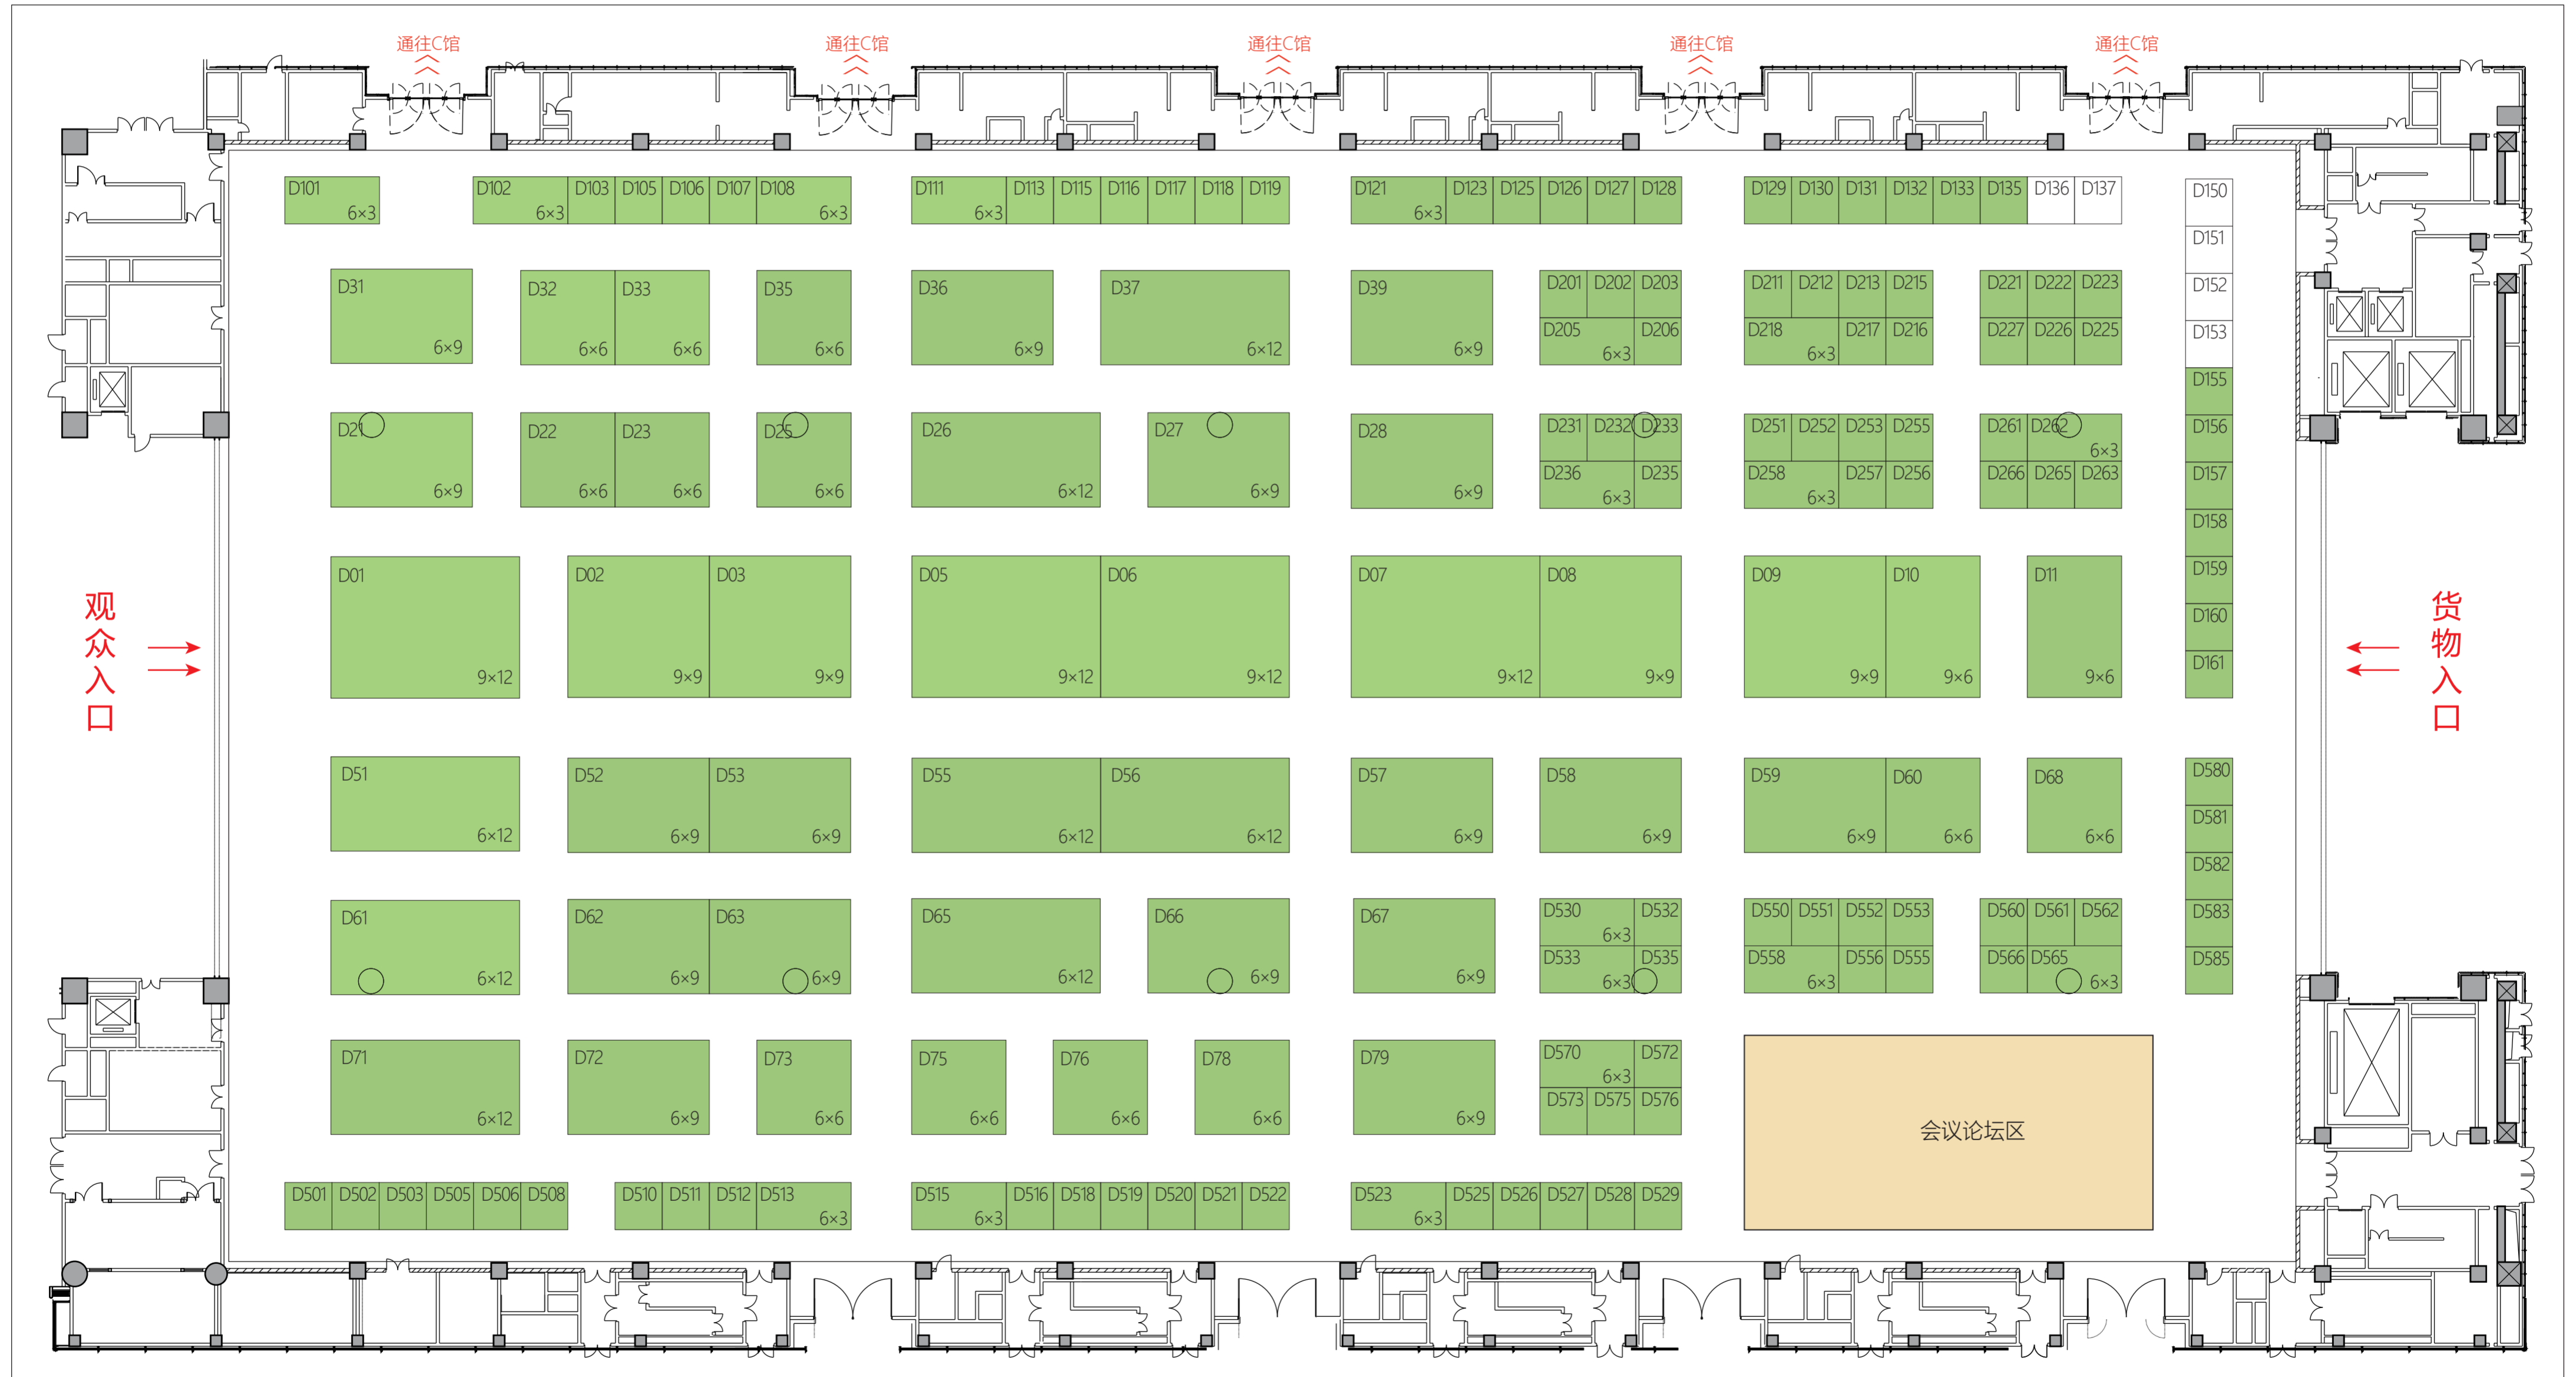 通往C馆 通往C馆 通往C馆 通往C馆 通往C馆
D101 D102 D103 D105 D106 D107 D108 D111 D113 D115 D116 D117 D118 D119 D121 D123 D125 D126 D127 D128 D129 D130 D131 D132 D133 D135 D136 D137 D150
6×3 6×3 6×3 6×3 6×3
D151
D31 D32 D33 D35 D36 D37 D39 D201 D202 D203 D211 D212 D213 D215 D221 D222 D223 D152
D205 D206 D218 D217 D216 D227 D226 D225 D153
6×9 6×6 6×6 6×6 6×9 6×12 6×9 6×3 6×3
D155
D21 D22 D23 D25 D26 D27 D28 D231 D232 D233 D251 D252 D253 D255 D261 D262 D156
6×3
D236 D235 D258 D257 D256 D266 D265 D263 D157
6×9 6×6 6×6 6×6 6×12 6×9 6×9 6×3 6×3
D158
D01 D02 D03 D05 D06 D07 D08 D09 D10 D11 D159
观众入口
货物入口
D160
D161
9×12 9×9 9×9 9×12 9×12 9×12 9×9 9×9 9×6 9×6
D51 D52 D53 D55 D56 D57 D58 D59 D60 D68 D580
D581
6×12 6×9 6×9 6×12 6×12 6×9 6×9 6×9 6×6 6×6
D582
D61 D62 D63 D65 D66 D67 D530 D532 D550 D551 D552 D553 D560 D561 D562 D583
6×3
D533 D535 D558 D556 D555 D566 D565 D585
6×12 6×9 6×9 6×12 6×9 6×9 6×3 6×3 6×3
D71 D72 D73 D75 D76 D78 D79 D570 D572
6×3
D573 D575 D576
6×12 6×9 6×6 6×6 6×6 6×6 6×9
会议论坛区
D501 D502 D503 D505 D506 D508 D510 D511 D512 D513 D515 D516 D518 D519 D520 D521 D522 D523 D525 D526 D527 D528 D529
6×3 6×3 6×3